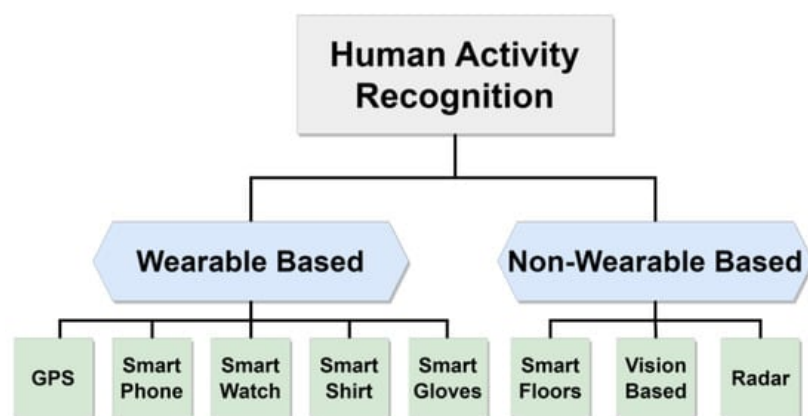 Human Activity
Recognition
Wearable Based
Non-Wearable Based
GPS
Smart
Phone
Smart
Watch
Smart
Shirt
Smart
Gloves
Smart
Floors
Vision
Based
Radar